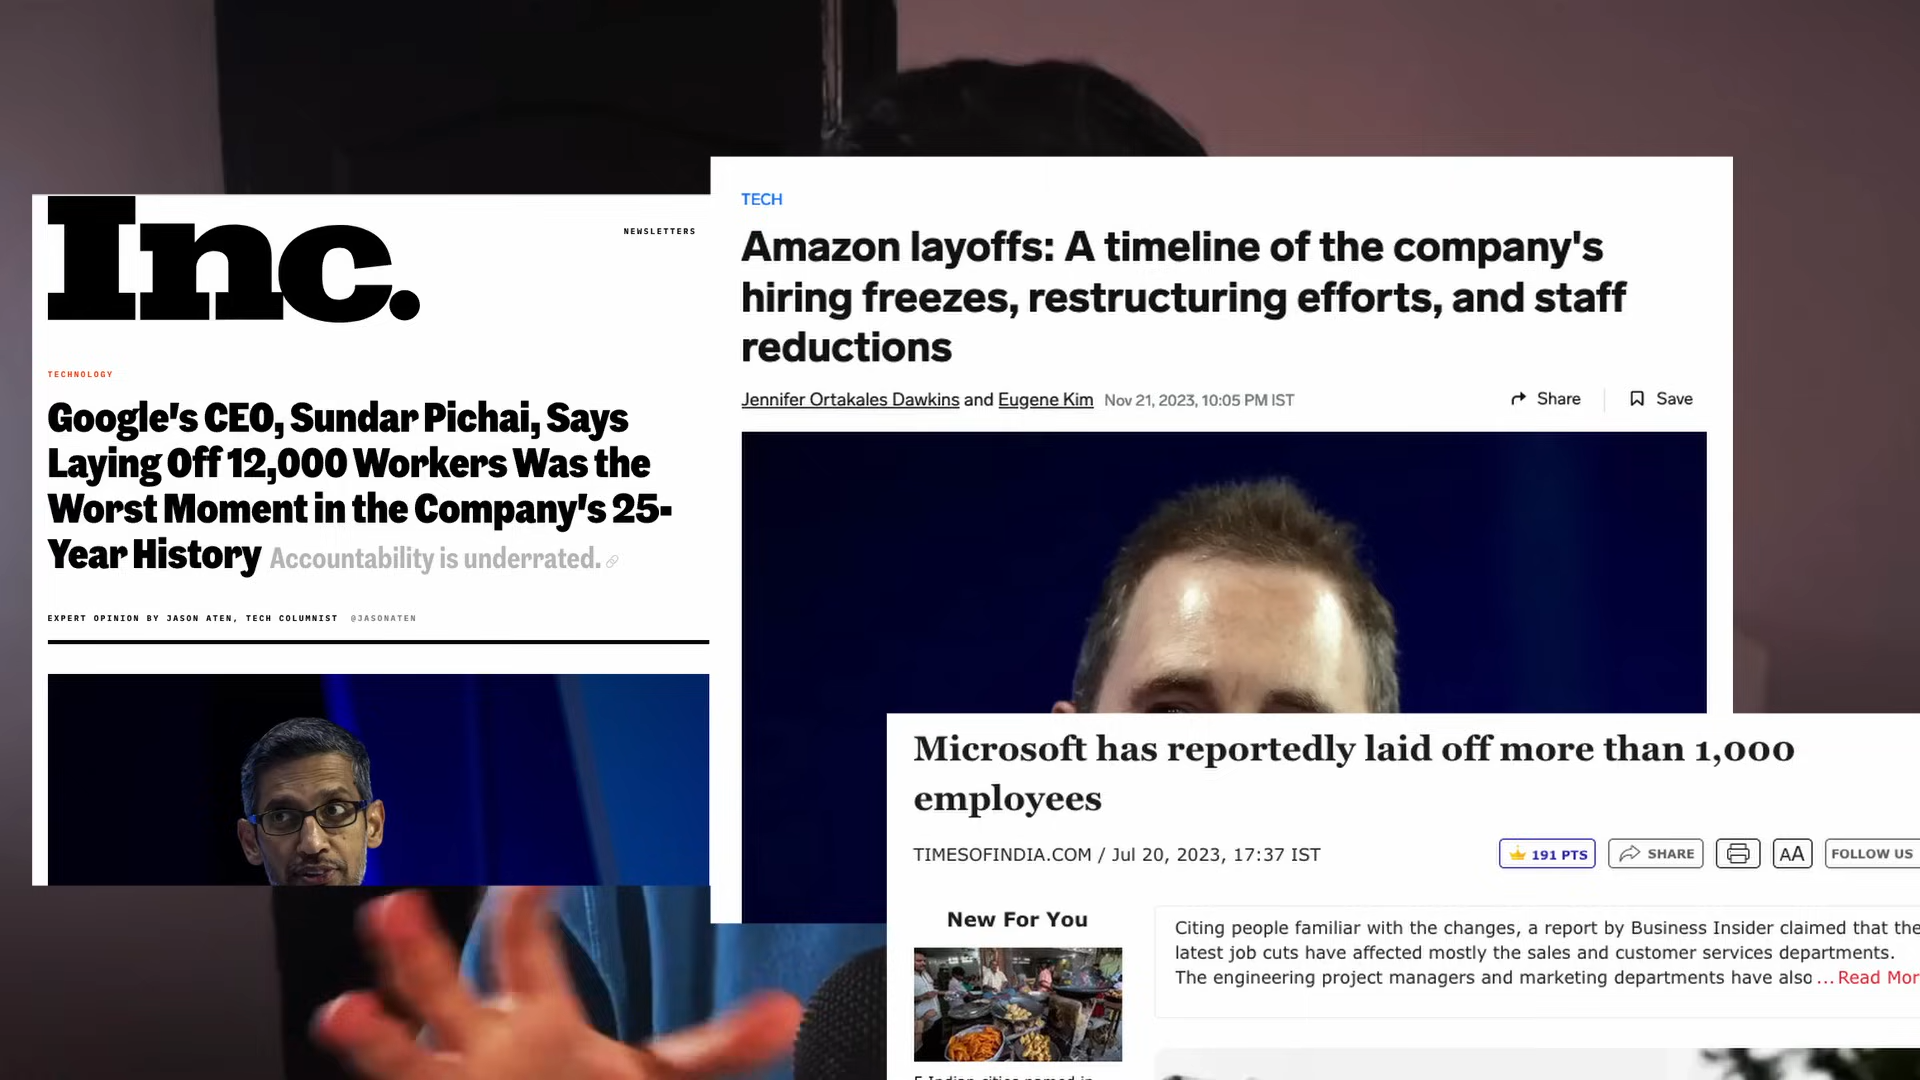 Inc.
NEWSLETTERS
TECHNOLOGY
Google's CEO, Sundar Pichai, Says
Laying Off 12,000 Workers Was the
Worst Moment in the Company's 25-
Year History Accountability is underrated.
EXPERT OPINION BY JASON ATEN, TECH COLUMNIST @JASONATEN
TECH
Amazon layoffs: A timeline of the company's
hiring freezes, restructuring efforts, and staff
reductions
Jennifer Ortakales Dawkins and Eugene Kim Nov 21, 2023, 10:05 PM IST
Share
Save
Microsoft has reportedly laid off more than 1,000
employees
TIMESOFINDIA.COM / Jul 20, 2023, 17:37 IST
191 PTS
SHARE
AA
FOLLOW US
New For You
Citing people familiar with the changes, a report by Business Insider claimed that the
latest job cuts have affected mostly the sales and customer services departments.
The engineering project managers and marketing departments have also ... Read Mor